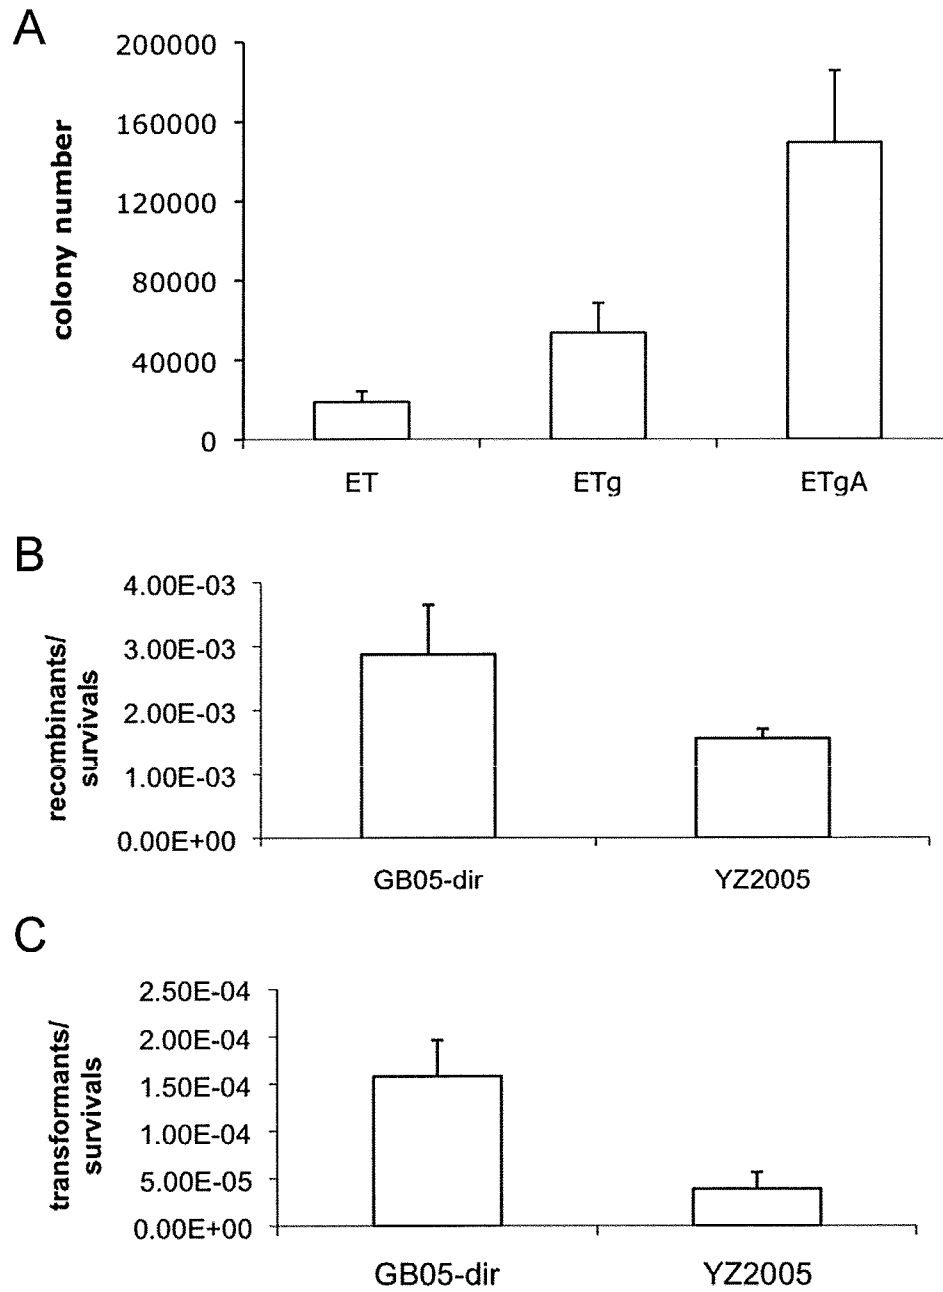 A
200000
160000
120000
80000
40000
0
colony number
ET ETg ETgA
B
4.00E-03
3.00E-03
2.00E-03
1.00E-03
0.00E+00
recombinants/
survivals
GB05-dir YZ2005
C
2.50E-04
2.00E-04
1.50E-04
1.00E-04
5.00E-05
0.00E+00
transformants/
survivals
GB05-dir YZ2005